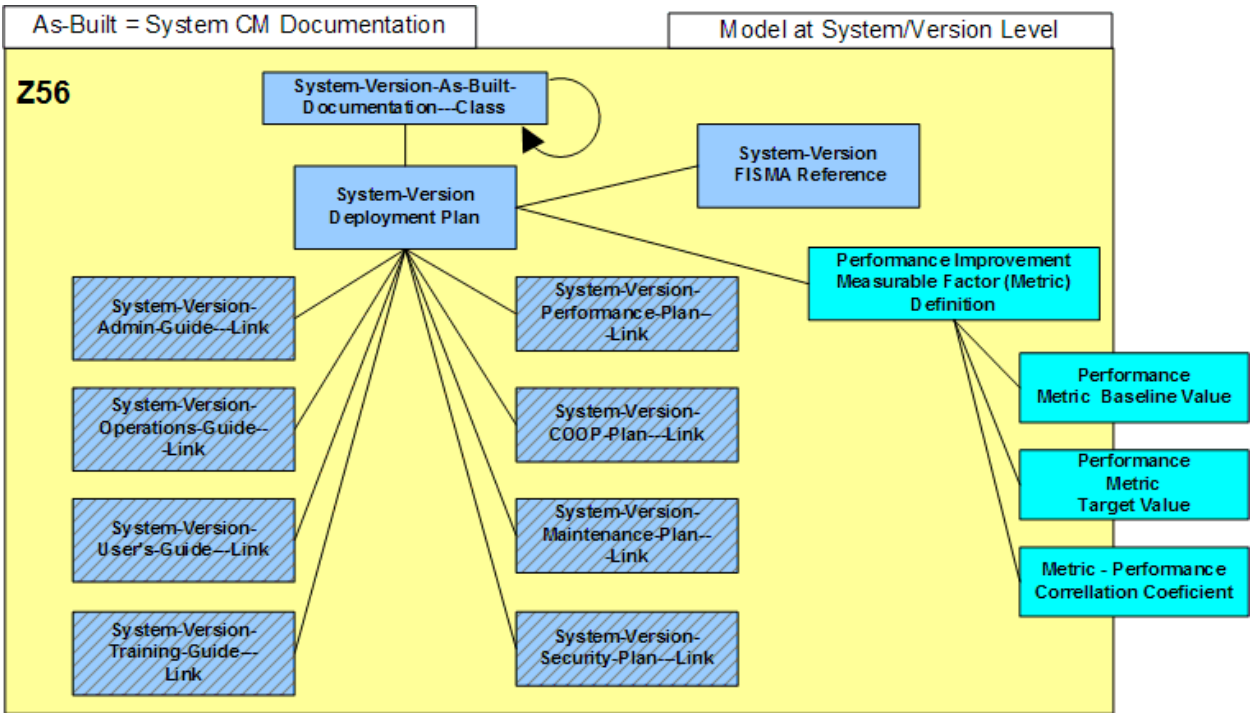 As-Built = System CM Documentation
Model at System/Version Level
Z56
System-Version-As-Built-
Documentation---Class
System-Version
FISMA Reference
System-Version
Deployment Plan
Performance Improvement
Measurable Factor (Metric)
Definition
System-Version-
Admin-Guide---Link
System-Version-
Performance-Plan--
-Link
Performance
Metric Baseline Value
System-Version-
Operations-Guide--
-Link
System-Version-
COOP-Plan---Link
Performance
Metric
Target Value
System-Version-
User's-Guide---Link
System-Version-
Maintenance-Plan--
-Link
Metric - Performance
Correllation Coeficient
System-Version-
Training-Guide---
Link
System-Version-
Security-Plan---Link